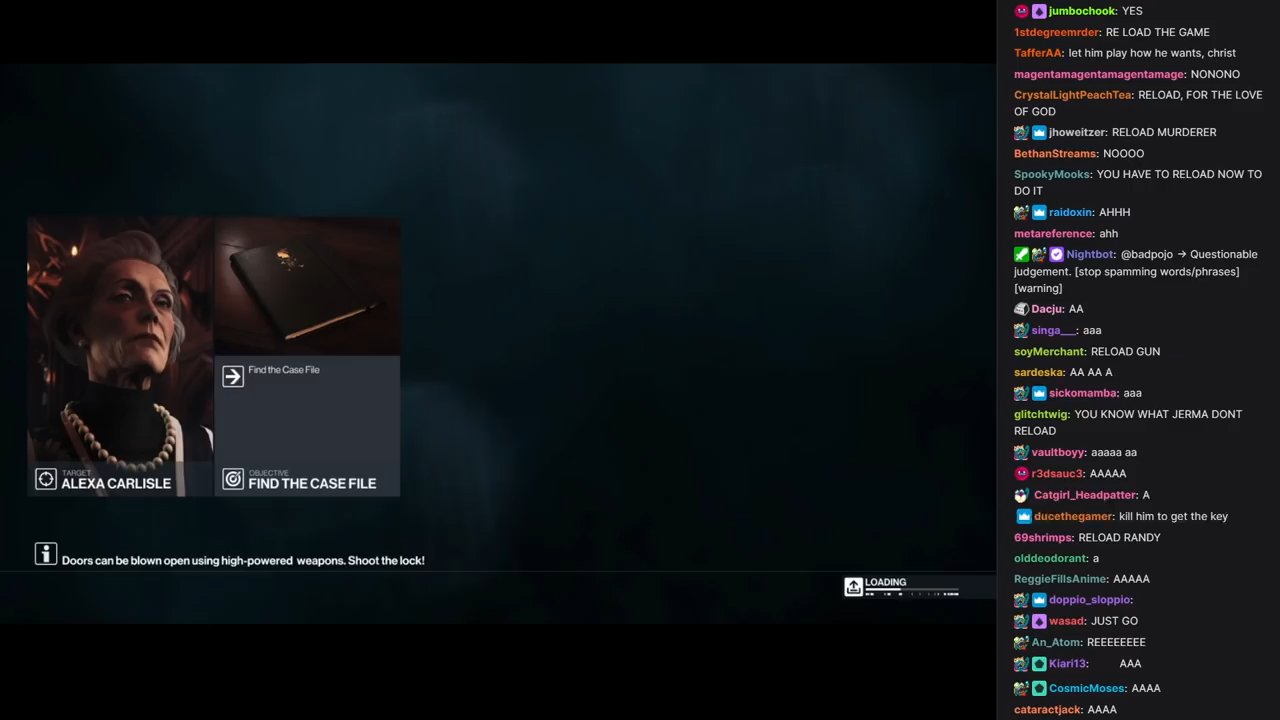 TARGET
ALEXA CARLISLE
Find the Case File
OBJECTIVE
FIND THE CASE FILE
Doors can be blown open using high-powered weapons. Shoot the lock!
LOADING
jumbochook: YES
1stdegreemrder: RE LOAD THE GAME
TafferAA: let him play how he wants, christ
magentamagentamagentamage: NONONO
CrystalLightPeachTea: RELOAD, FOR THE LOVE
OF GOD
jhoweitzer: RELOAD MURDERER
BethanStreams: NOOOO
SpookyMooks: YOU HAVE TO RELOAD NOW TO
DO IT
raidoxin: AHHH
metareference: ahh
Nightbot: @badpojo → Questionable
judgement. [stop spamming words/phrases]
[warning]
Dacju: AA
singa___: aaa
soyMerchant: RELOAD GUN
sardeska: AA AA A
sickomamba: aaa
glitchtwig: YOU KNOW WHAT JERMA DONT
RELOAD
vaultboyy: aaaaa aa
r3dsauc3: AAAAA
Catgirl_Headpatter: A
ducethegamer: kill him to get the key
69shrimps: RELOAD RANDY
olddeodorant: a
ReggieFillsAnime: AAAAA
doppio_sloppio:
wasad: JUST GO
An_Atom: REEEEEEEE
Kiari13: AAA
CosmicMoses: AAAA
cataractjack: AAAA